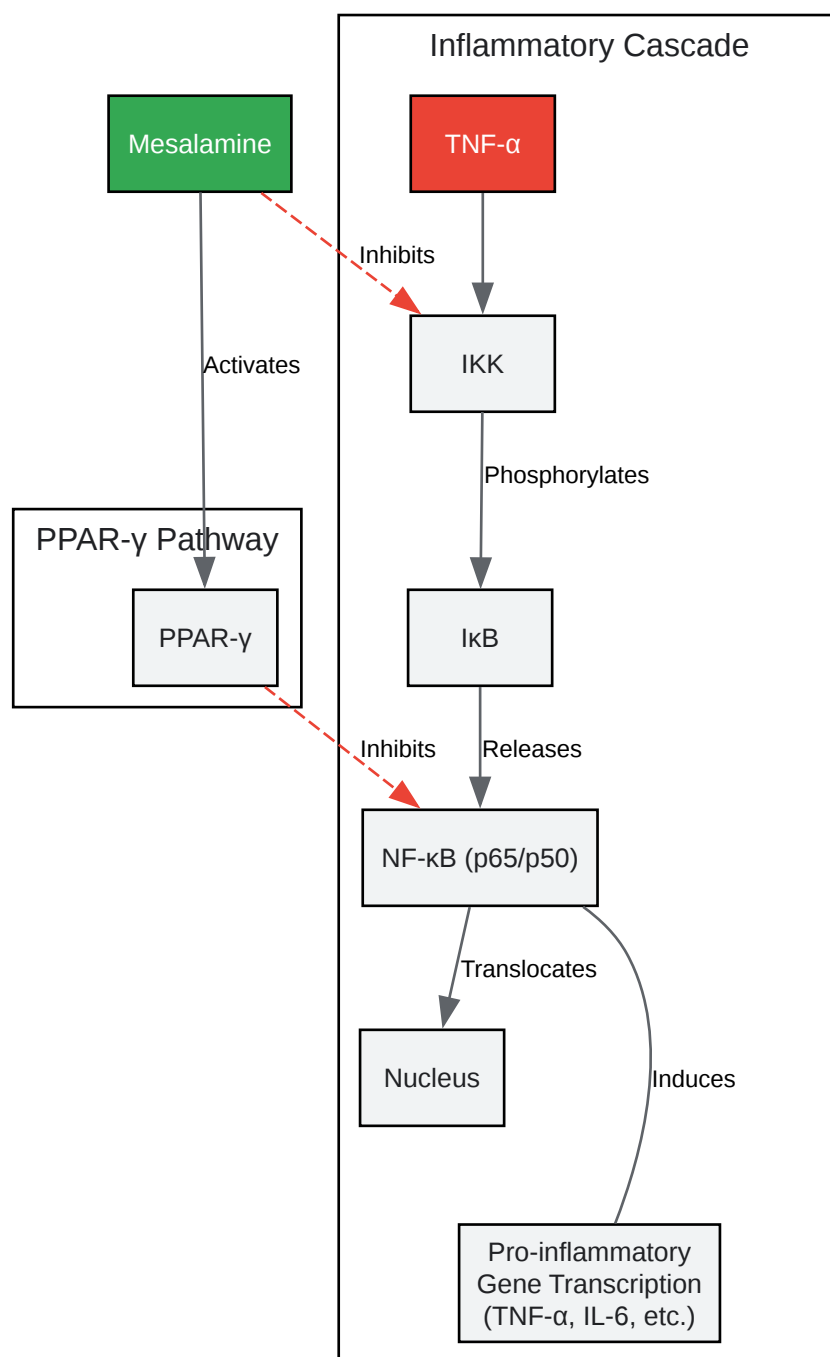 Inflammatory Cascade
Mesalamine
TNF-α
Inhibits
IKK
Activates
Phosphorylates
PPAR-γ Pathway
PPAR-γ
IκB
Inhibits
Releases
NF-κB (p65/p50)
Translocates
Nucleus
Induces
Pro-inflammatory
Gene Transcription
(TNF-α, IL-6, etc.)